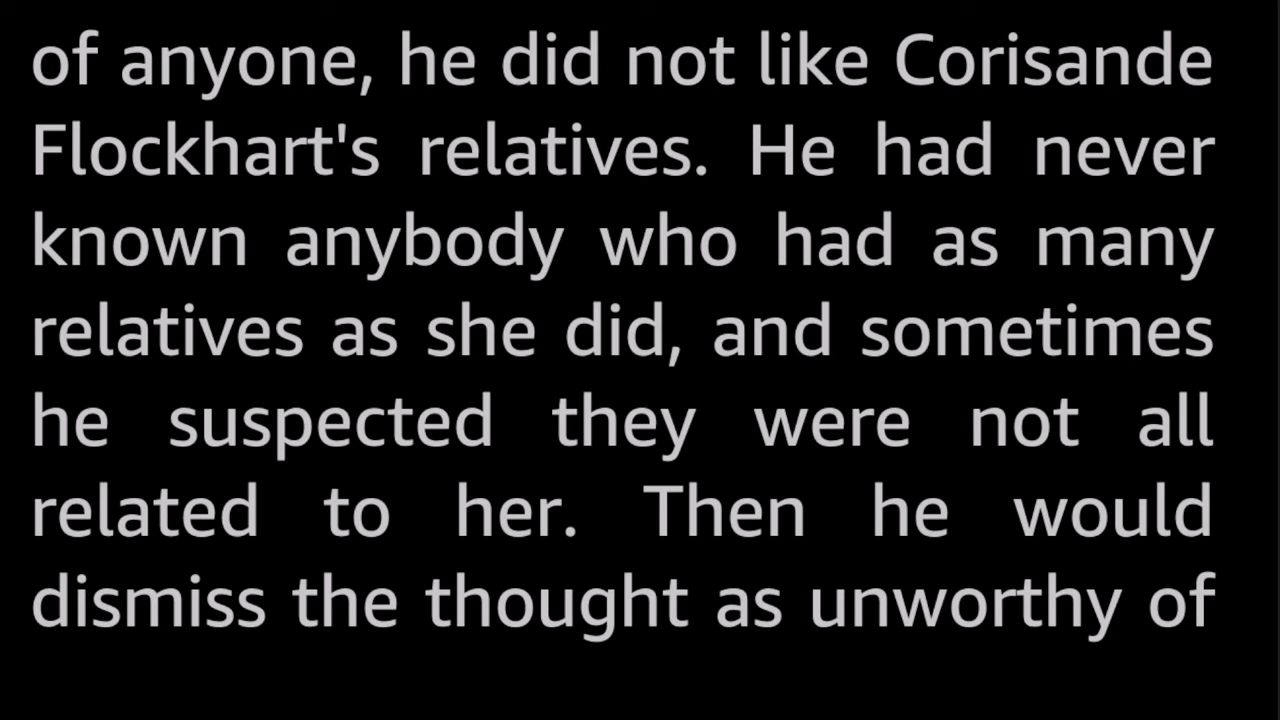 of anyone, he did not like Corisande
Flockhart's relatives. He had never
known anybody who had as many
relatives as she did, and sometimes
he suspected they were not all
related to her. Then he would
dismiss the thought as unworthy of